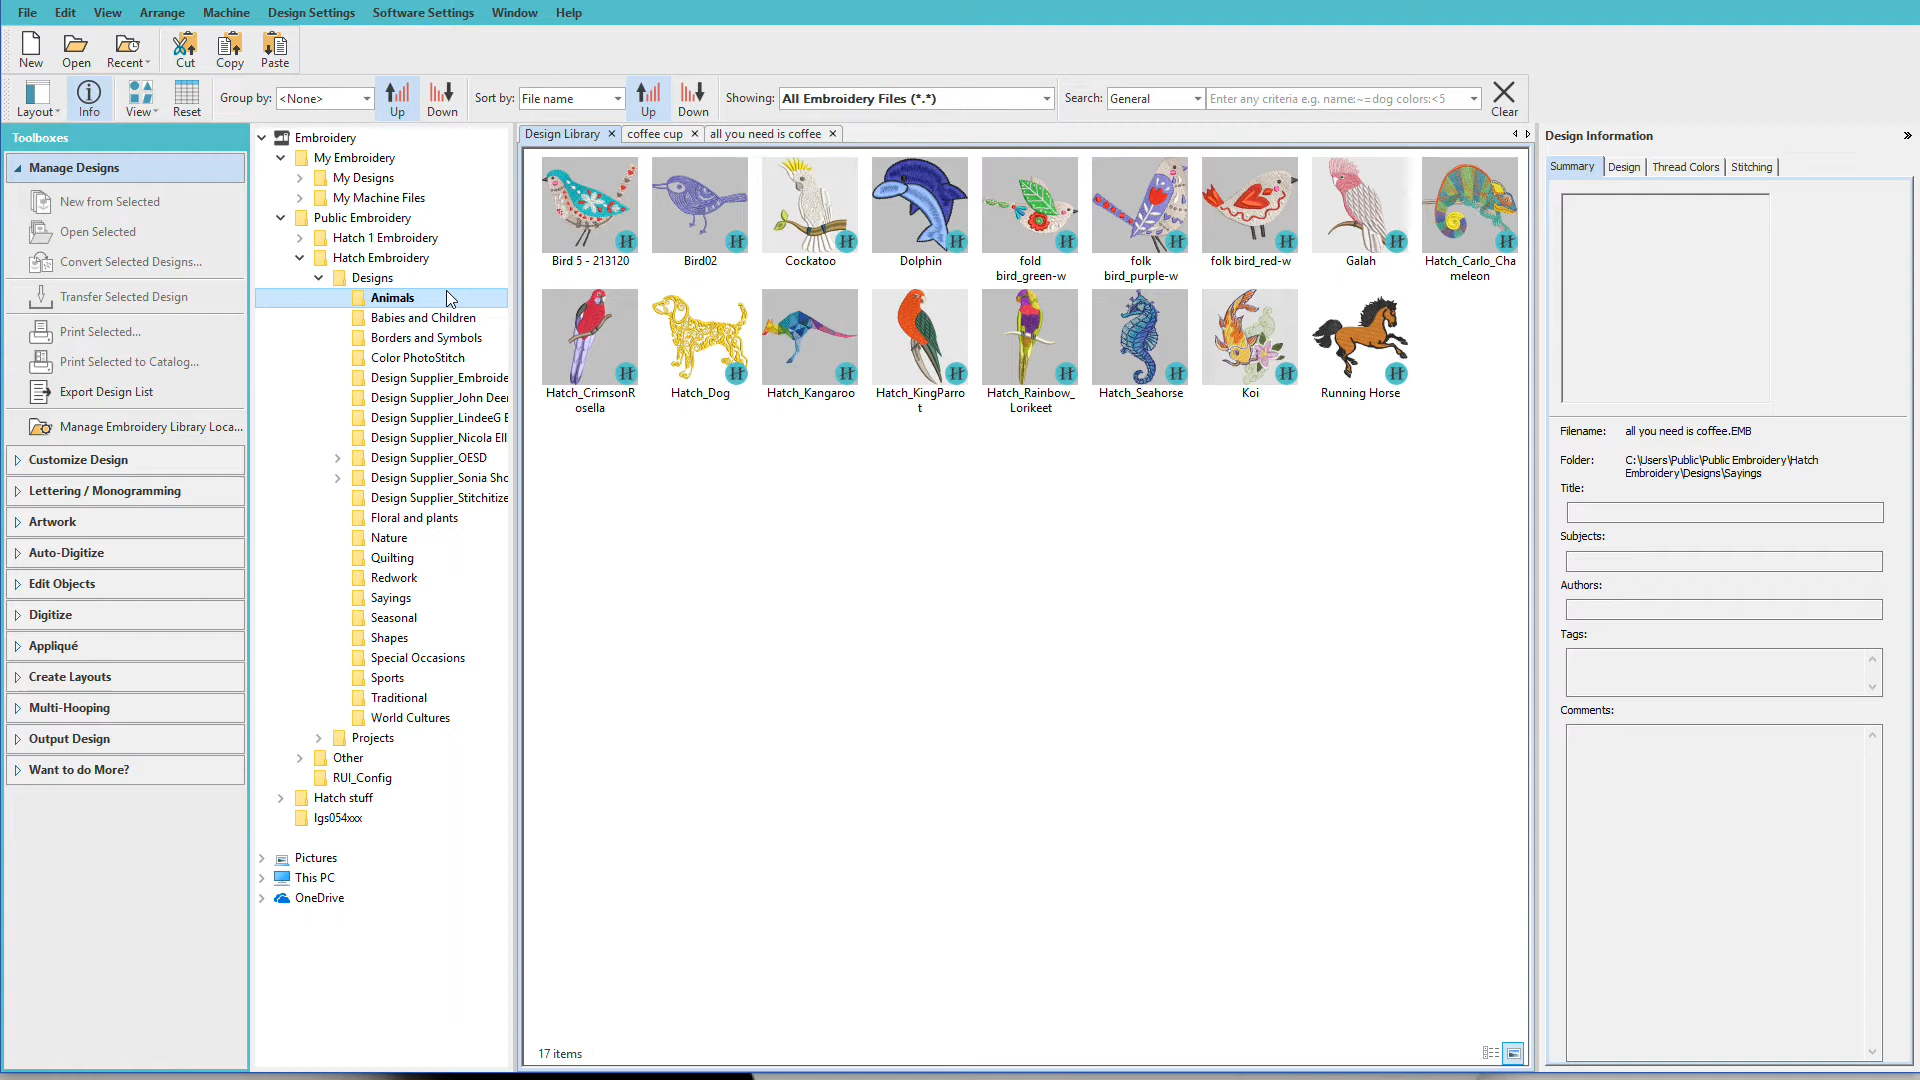 File Edit View Arrange Machine Design Settings Software Settings Window Help
New Open Recent Cut Copy Paste
Layout Info View Reset Group by: <None> Up Down Sort by: File name Up Down Showing: All Embroidery Files (*.*) Search: General Enter any criteria e.g. name:~=dog colors:<5 Clear
Toolboxes
Manage Designs
New from Selected
Open Selected
Convert Selected Designs...
Transfer Selected Design
Print Selected...
Print Selected to Catalog...
Export Design List
Manage Embroidery Library Loca...
Customize Design
Lettering / Monogramming
Artwork
Auto-Digitize
Edit Objects
Digitize
Appliqué
Create Layouts
Multi-Hooping
Output Design
Want to do More?
Embroidery
My Embroidery
My Designs
My Machine Files
Public Embroidery
Hatch 1 Embroidery
Hatch Embroidery
Designs
Animals
Babies and Children
Borders and Symbols
Color PhotoStitch
Design Supplier_Embroide
Design Supplier_John Deer
Design Supplier_LindeeG E
Design Supplier_Nicola Ell
Design Supplier_OESD
Design Supplier_Sonia Sho
Design Supplier_Stitchitize
Floral and plants
Nature
Quilting
Redwork
Sayings
Seasonal
Shapes
Special Occasions
Sports
Traditional
World Cultures
Projects
Other
RUI_Config
Hatch stuff
lgs054xxx
Pictures
This PC
OneDrive
Design Library coffee cup all you need is coffee
Bird 5 - 213120 Bird02 Cockatoo Dolphin fold folk folk bird_red-w Galah Hatch_Carlo_Cha
bird_green-w bird_purple-w meleon
Hatch_CrimsonR Hatch_Dog Hatch_Kangaroo Hatch_KingParro Hatch_Rainbow_ Hatch_Seahorse Koi Running Horse
osella t Lorikeet
17 items
Design Information
Summary Design Thread Colors Stitching
Filename: all you need is coffee.EMB
Folder: C:\Users\Public\Public Embroidery\Hatch
Embroidery\Designs\Sayings
Title:
Subjects:
Authors:
Tags:
Comments: